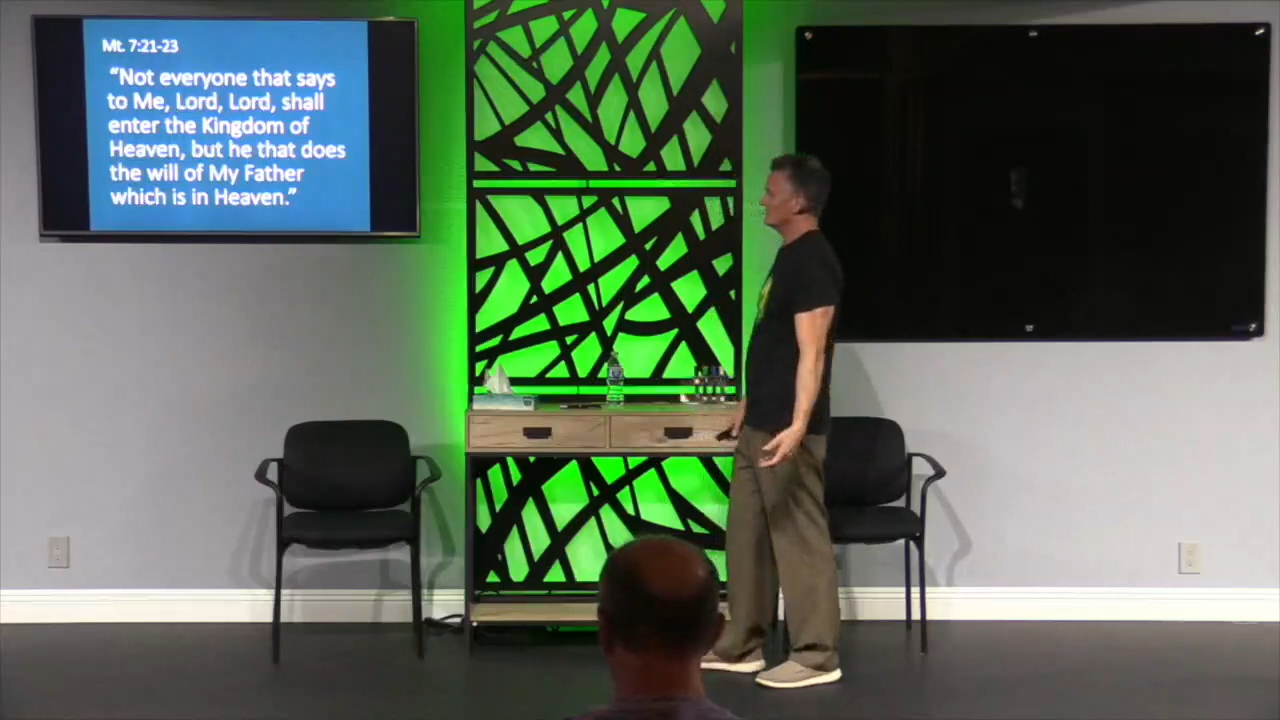 Mt. 7:21-23
“Not everyone that says
to Me, Lord, Lord, shall
enter the Kingdom of
Heaven, but he that does
the will of My Father
which is in Heaven.”